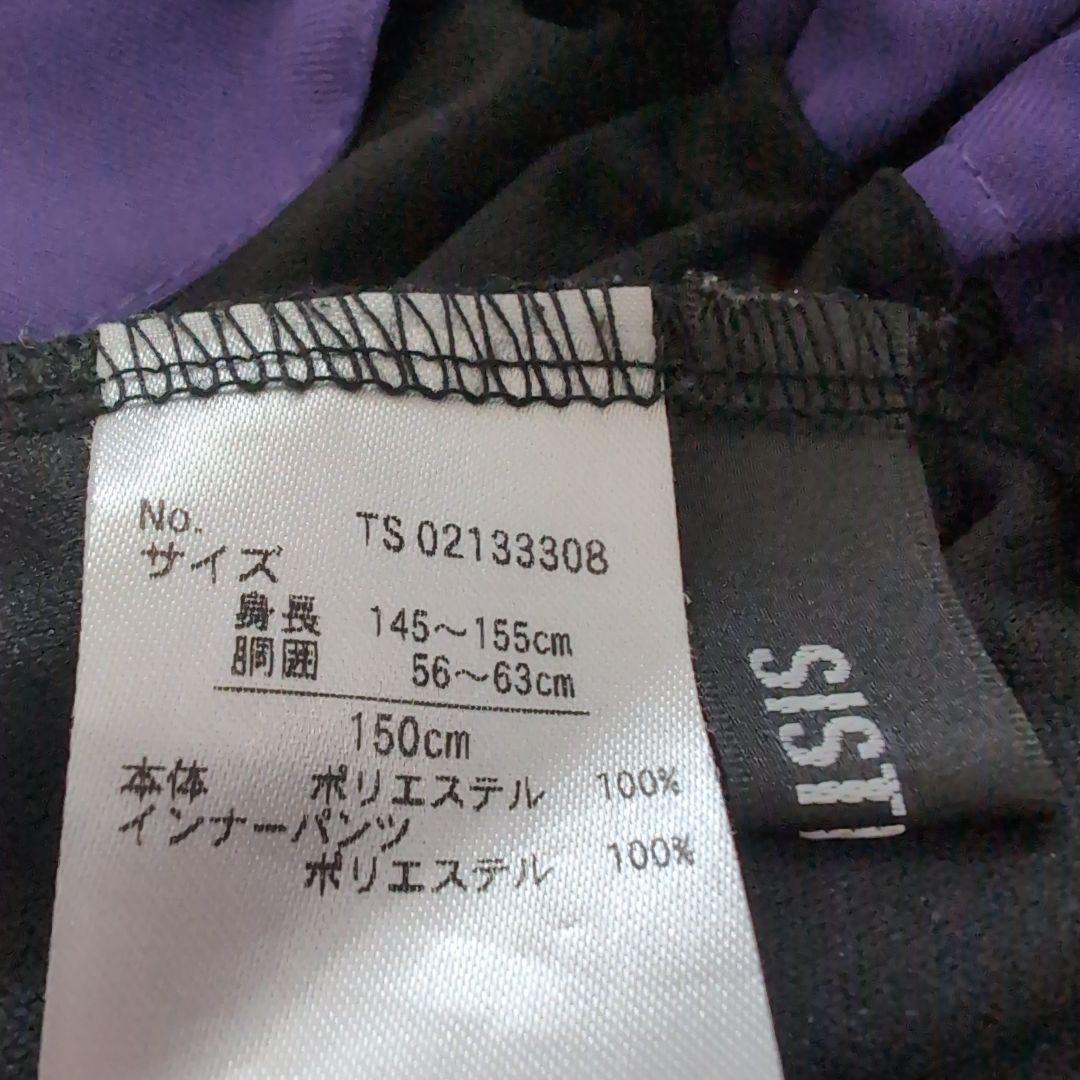 No. TS 02133308
サイズ
身長 145～155cm
胴囲 56～63cm
150cm
本体 ポリエステル 100%
インナーパンツ
ポリエステル 100%